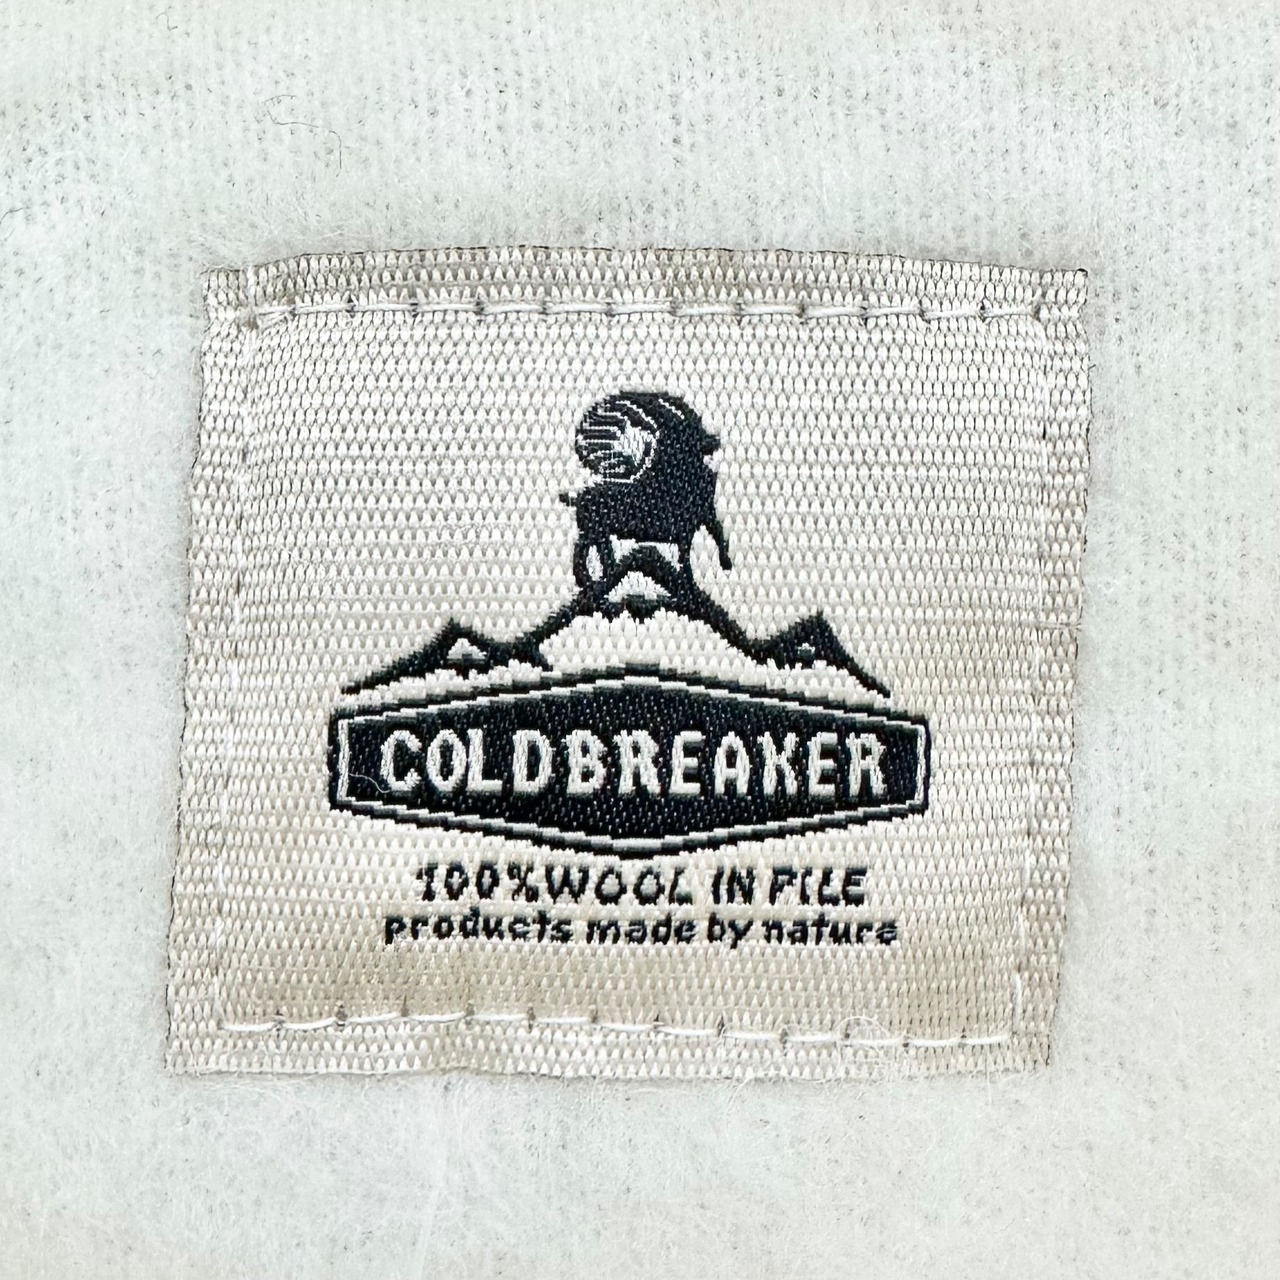 COLDBREAKER
100% WOOL IN PILE
products made by nature